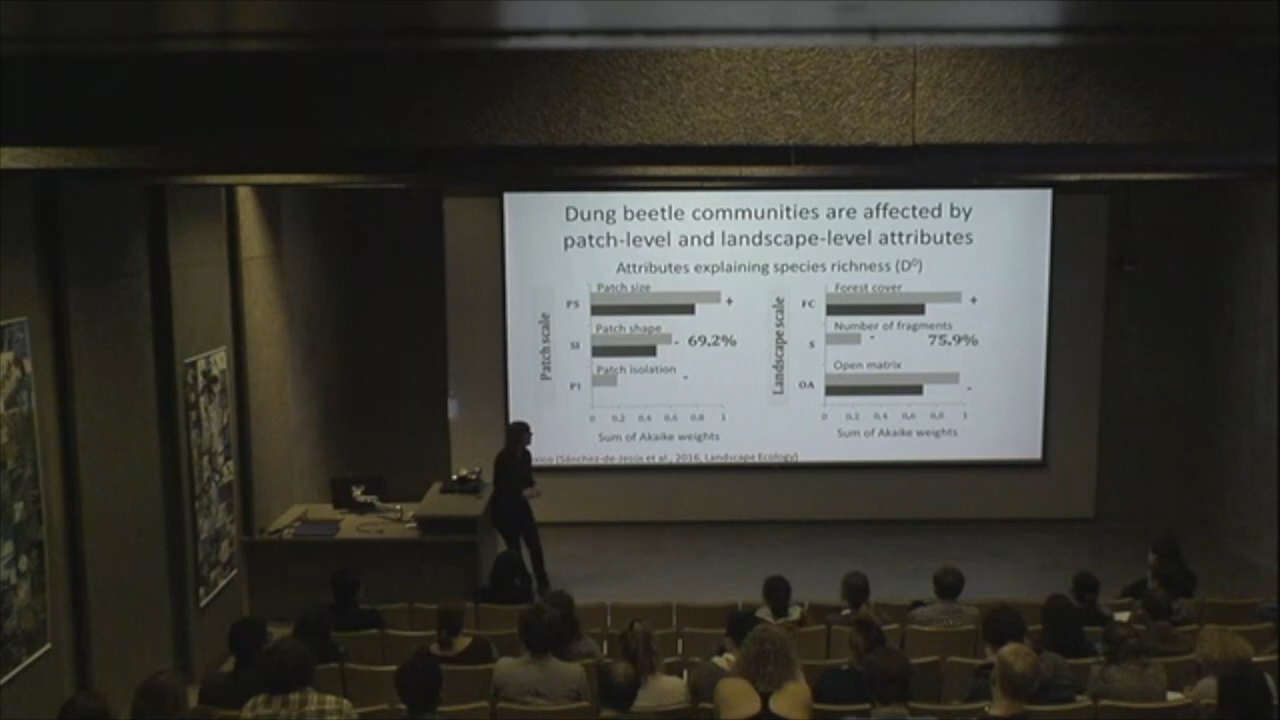 Dung beetle communities are affected by
patch-level and landscape-level attributes
Attributes explaining species richness (D⁰)
Patch scale
Patch size
PS
+
Patch shape
SI
- 69,2%
Patch isolation
PI
-
0 0,2 0,4 0,6 0,8 1
Sum of Akaike weights
Landscape scale
Forest cover
FC
+
Number of fragments
S
- 75,9%
Open matrix
OA
-
0 0,2 0,4 0,6 0,8 1
Sum of Akaike weights
(Sánchez-de-Jesús et al., 2016, Landscape Ecology)